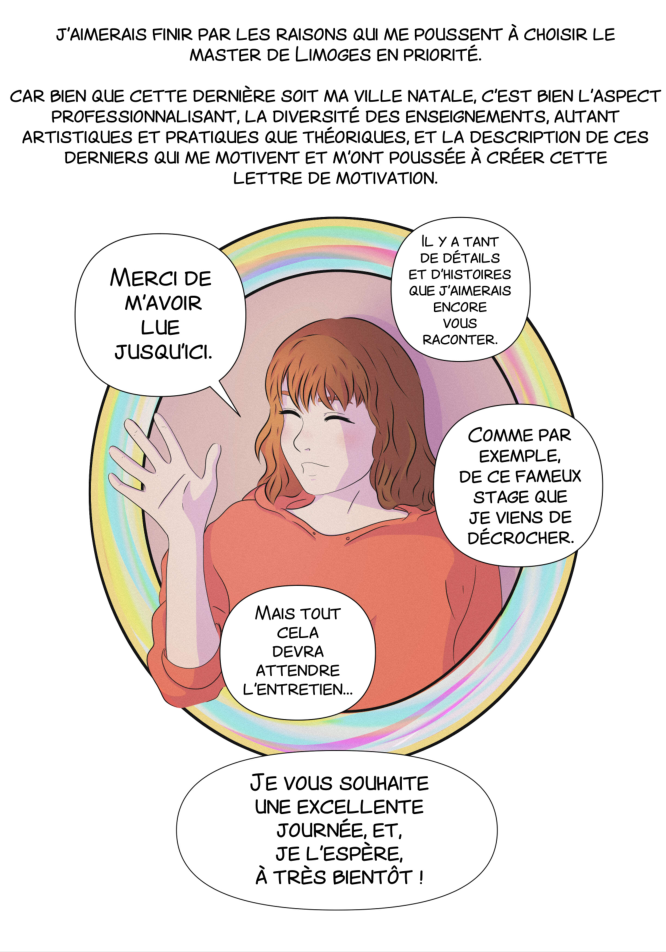 J'AIMERAIS FINIR PAR LES RAISONS QUI ME POUSSENT À CHOISIR LE
MASTER DE LIMOGES EN PRIORITÉ.
CAR BIEN QUE CETTE DERNIÈRE SOIT MA VILLE NATALE, C'EST BIEN L'ASPECT
PROFESSIONNALISANT, LA DIVERSITÉ DES ENSEIGNEMENTS, AUTANT
ARTISTIQUES ET PRATIQUES QUE THÉORIQUES, ET LA DESCRIPTION DE CES
DERNIERS QUI ME MOTIVENT ET M'ONT POUSSÉE À CRÉER CETTE
LETTRE DE MOTIVATION.
MERCI DE
M'AVOIR
LUE
JUSQU'ICI.
IL Y A TANT
DE DÉTAILS
ET D'HISTOIRES
QUE J'AIMERAIS
ENCORE
VOUS
RACONTER.
COMME PAR
EXEMPLE,
DE CE FAMEUX
STAGE QUE
JE VIENS DE
DÉCROCHER.
MAIS TOUT
CELA
DEVRA
ATTENDRE
L'ENTRETIEN...
JE VOUS SOUHAITE
UNE EXCELLENTE
JOURNÉE, ET,
JE L'ESPÈRE,
À TRÈS BIENTÔT !